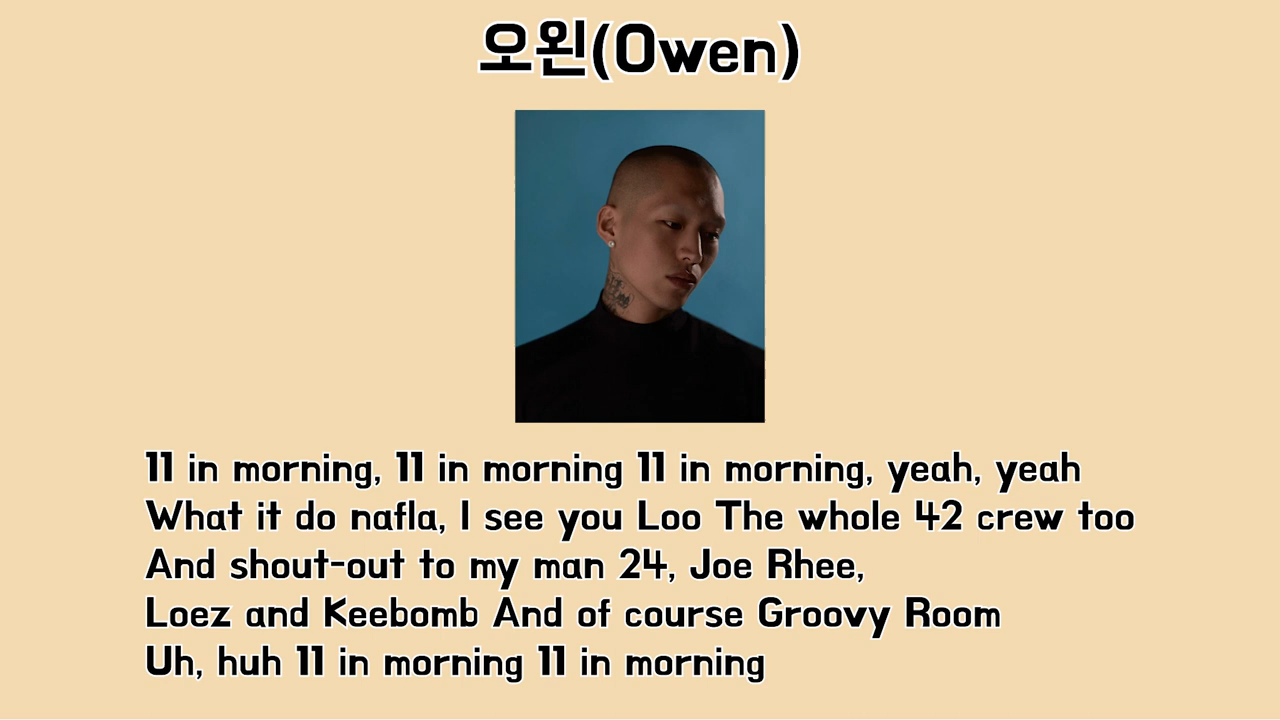 오왼(Owen)
11 in morning, 11 in morning 11 in morning, yeah, yeah
What it do nafla, I see you Loo The whole 42 crew too
And shout-out to my man 24, Joe Rhee,
Loez and Keebomb And of course Groovy Room
Uh, huh 11 in morning 11 in morning